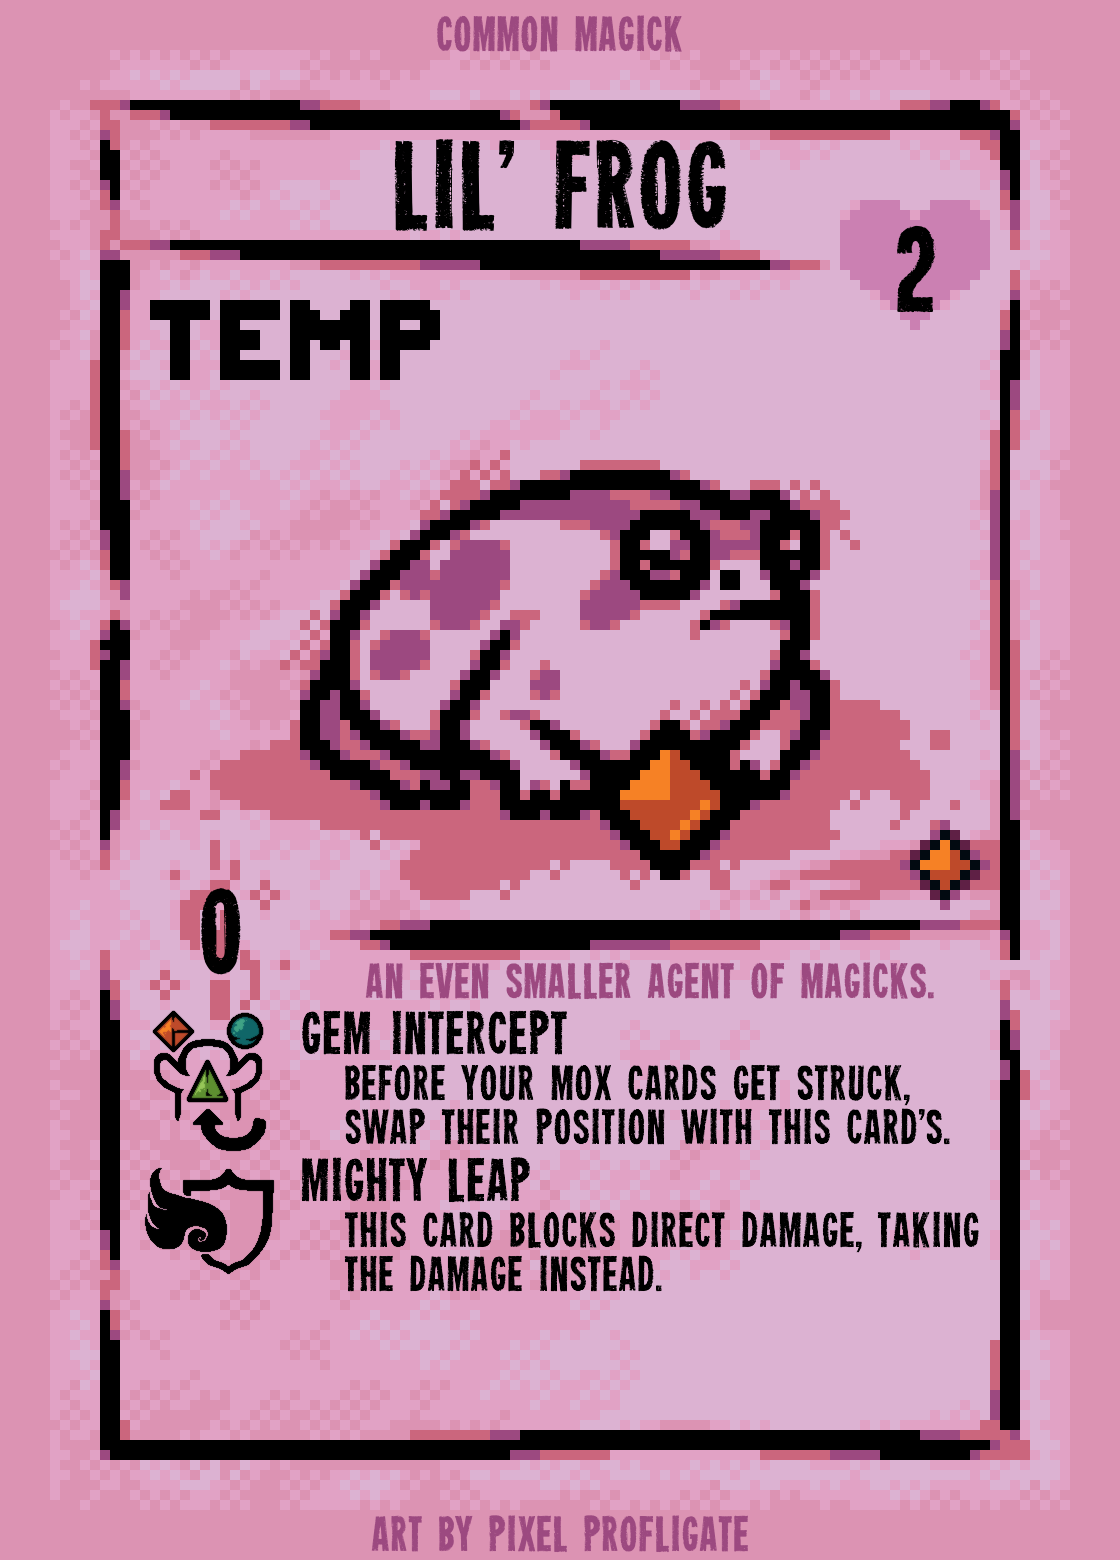 COMMON MAGICK
LIL' FROG
2
TEMP
0
AN EVEN SMALLER AGENT OF MAGICKS.
GEM INTERCEPT
BEFORE YOUR MOX CARDS GET STRUCK,
SWAP THEIR POSITION WITH THIS CARD'S.
MIGHTY LEAP
THIS CARD BLOCKS DIRECT DAMAGE, TAKING
THE DAMAGE INSTEAD.
ART BY PIXEL PROFLIGATE